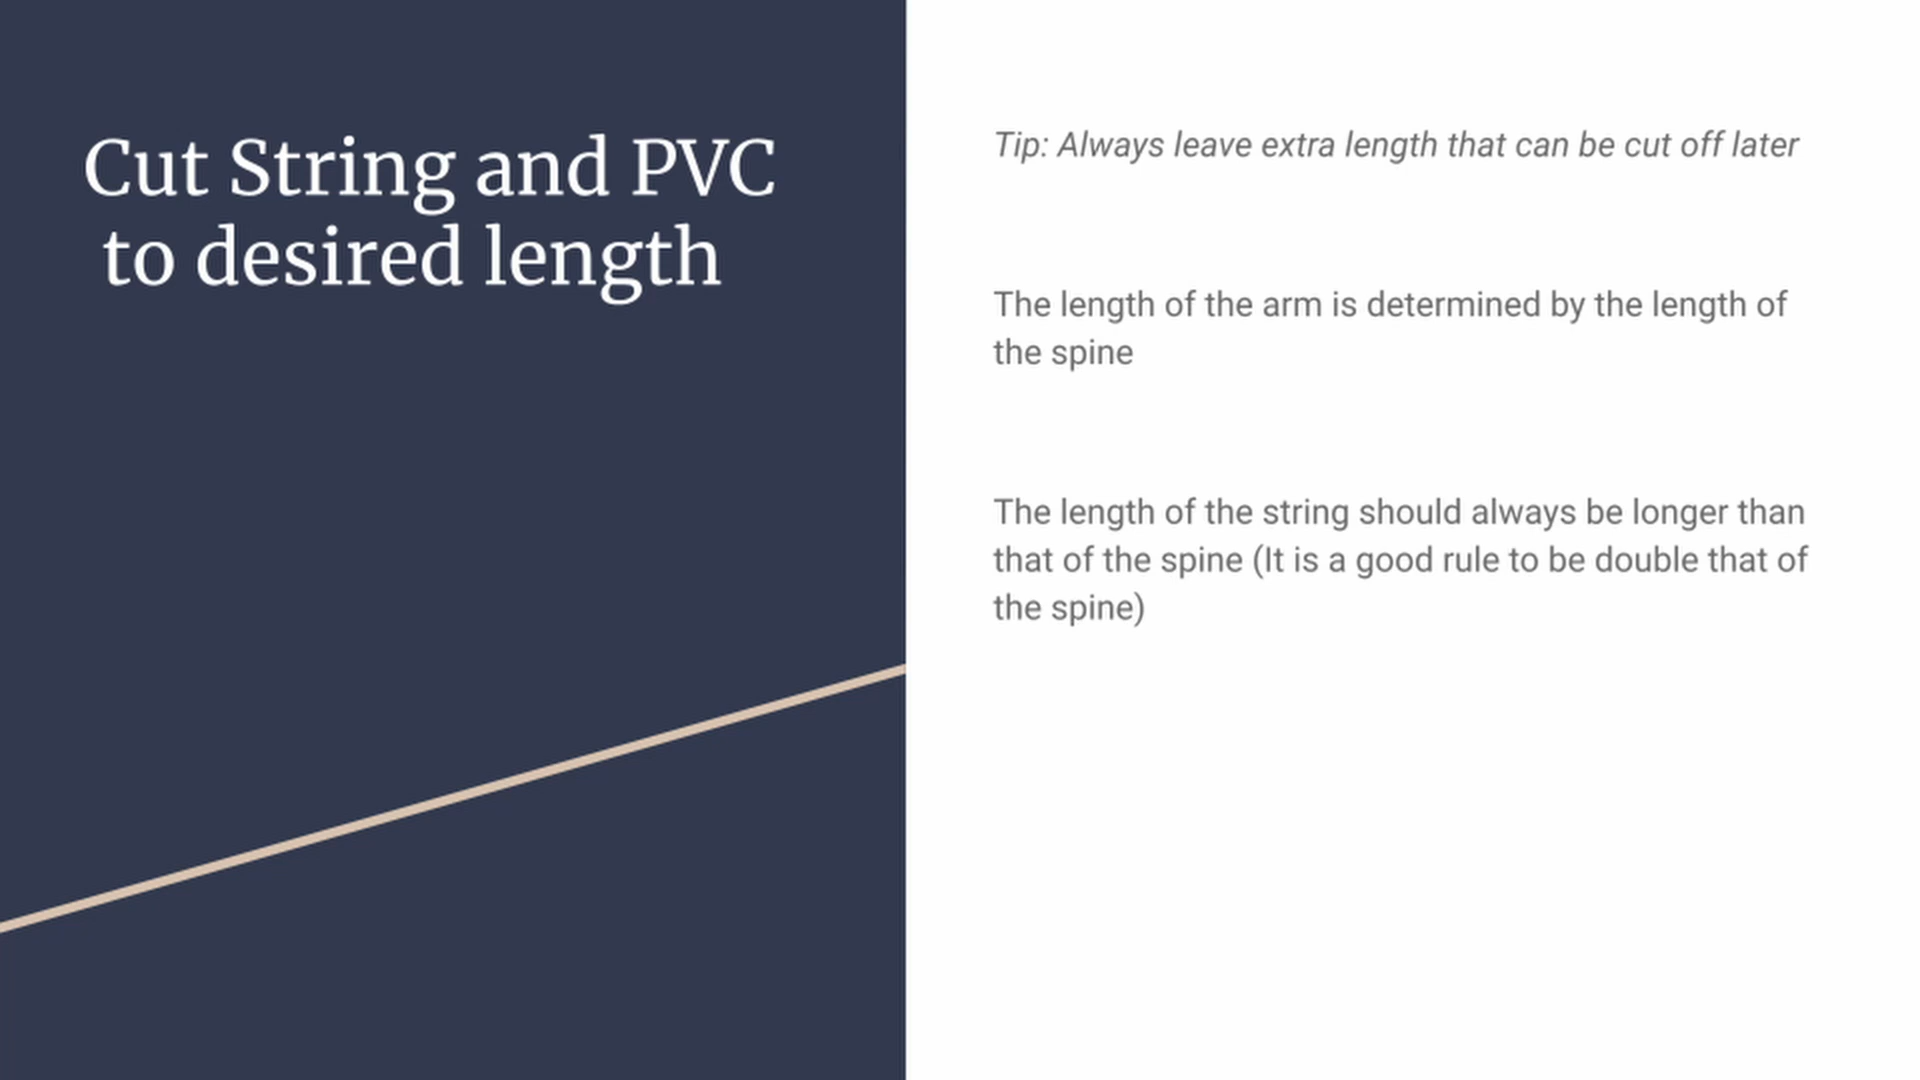 Cut String and PVC
to desired length
Tip: Always leave extra length that can be cut off later
The length of the arm is determined by the length of
the spine
The length of the string should always be longer than
that of the spine (It is a good rule to be double that of
the spine)